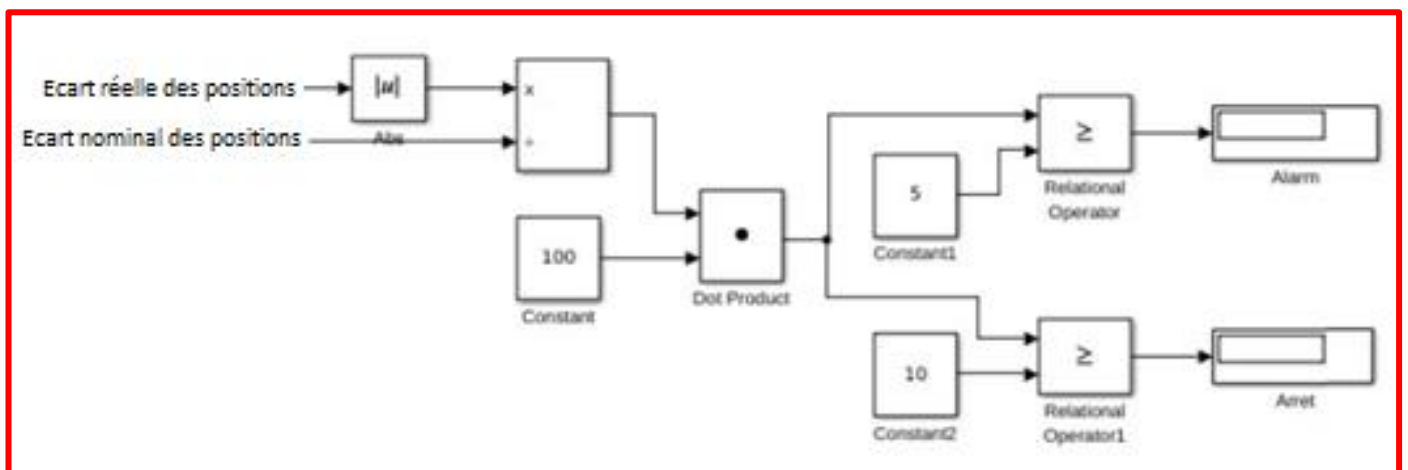 Ecart réelle des positions
|u|
Abs
Ecart nominal des positions
×
÷
100
Constant
Dot Product
5
Constant1
≥
Relational
Operator
Alarm
10
Constant2
≥
Relational
Operator1
Arret